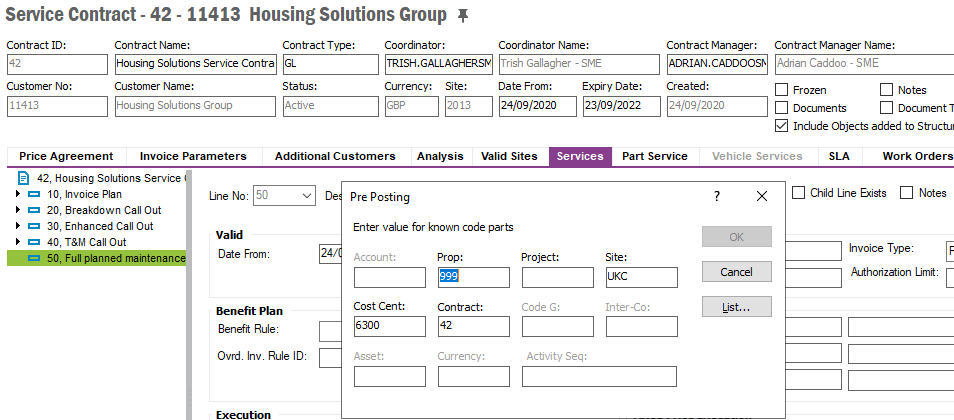 Service Contract - 42 - 11413 Housing Solutions Group
Contract ID: Contract Name: Contract Type: Coordinator: Coordinator Name: Contract Manager: Contract Manager Name:
42 Housing Solutions Service Contra GL TRISH.GALLAGHERSM Trish Gallagher - SME ADRIAN.CADDOOSM Adrian Caddoo - SME
Customer No: Customer Name: Status: Currency: Site: Date From: Expiry Date: Created:
11413 Housing Solutions Group Active GBP 2013 24/09/2020 23/09/2022 24/09/2020
Frozen Notes
Documents Document T
Include Objects added to Structu
Price Agreement Invoice Parameters Additional Customers Analysis Valid Sites Services Part Service Vehicle Services SLA Work Orders
42, Housing Solutions Service
10, Invoice Plan
20, Breakdown Call Out
30, Enhanced Call Out
40, T&M Call Out
50, Full planned maintenance
Line No: 50 Des
Child Line Exists Notes
Valid
Date From: 24/0
Invoice Type: F
Authorization Limit:
Benefit Plan
Benefit Rule:
Ovrd. Inv. Rule ID:
Execution
Pre Posting ? ×
Enter value for known code parts
OK
Cancel
List...
Account: Prop: Project: Site:
999 UKC
Cost Cent: Contract: Code G: Inter-Co:
6300 42
Asset: Currency: Activity Seq: